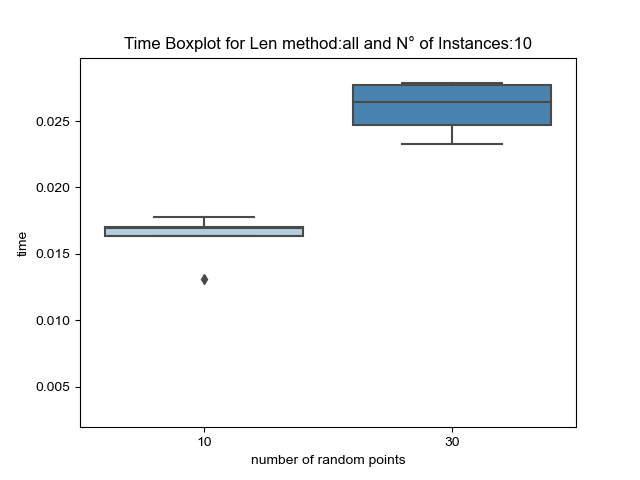 Time Boxplot for Len method:all and N° of Instances:10
0.025
0.020
0.015
0.010
0.005
time
10
30
number of random points